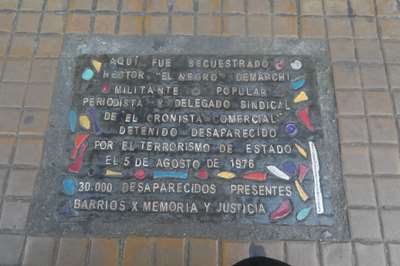 AQUÍ FUE SECUESTRADO
HÉCTOR "EL NEGRO" DEMARCHI
MILITANTE POPULAR
PERIODISTA Y DELEGADO SINDICAL
DE "EL CRONISTA COMERCIAL"
DETENIDO DESAPARECIDO
POR EL TERRORISMO DE ESTADO
EL 5 DE AGOSTO DE 1976
30.000 DESAPARECIDOS PRESENTES
BARRIOS X MEMORIA Y JUSTICIA